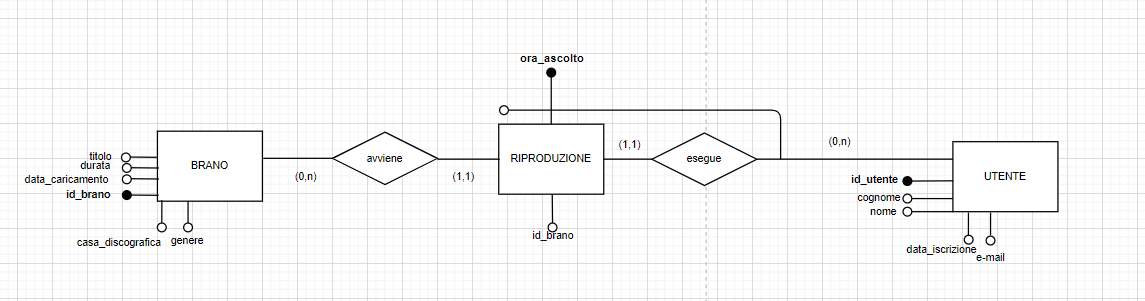 ora_ascolto
titolo
durata
data_caricamento
id_brano
BRANO
casa_discografica
genere
avviene
(0,n)
(1,1)
RIPRODUZIONE
id_brano
(1,1)
esegue
(0,n)
id_utente
cognome
nome
UTENTE
data_iscrizione
e-mail